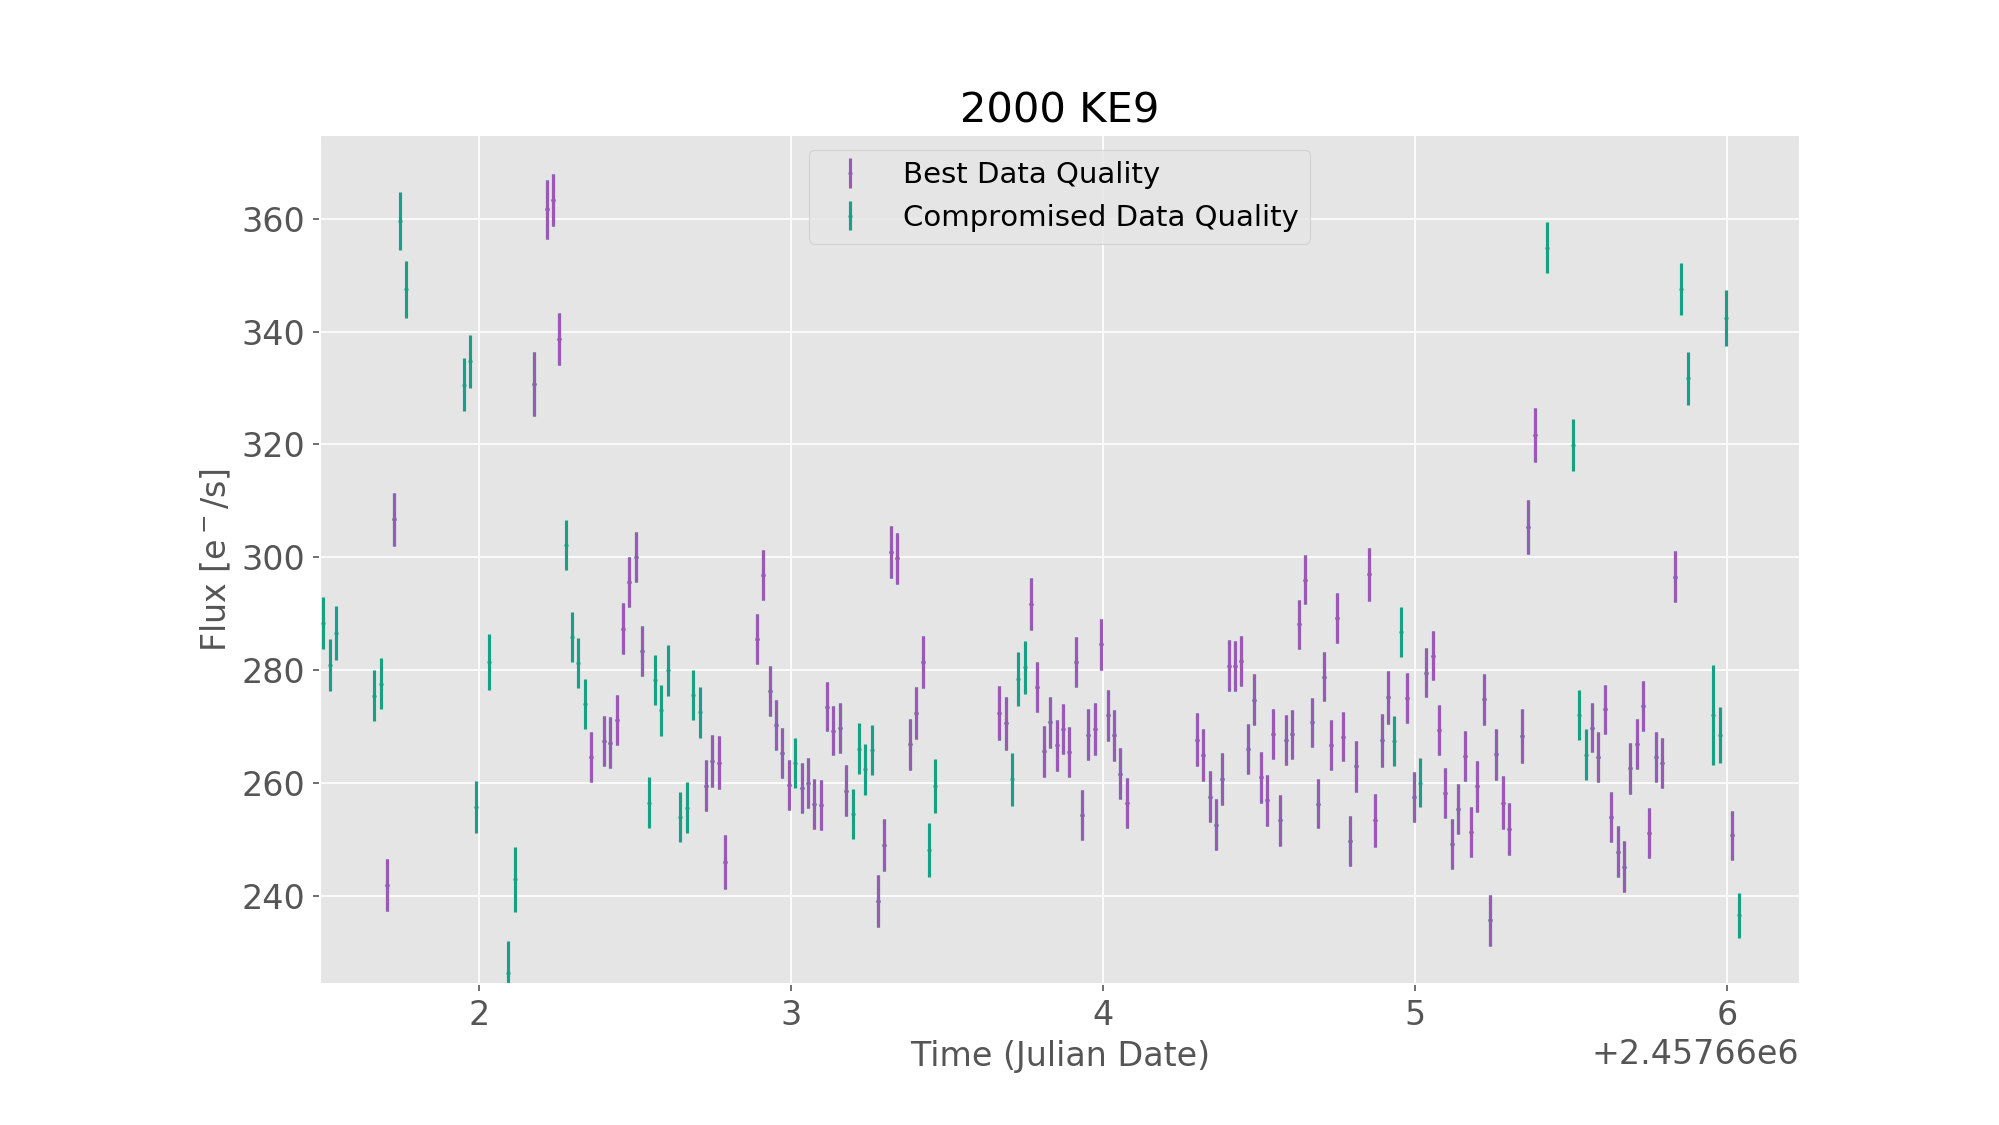 2000 KE9
Best Data Quality
Compromised Data Quality
360
340
320
300
280
260
240
Flux [e⁻/s]
2 3 4 5 6
Time (Julian Date)
+2.45766e6